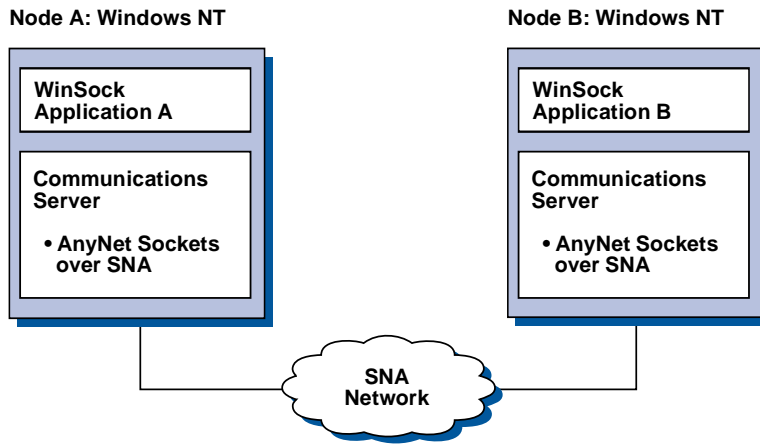 Node A: Windows NT
Node B: Windows NT
WinSock
Application A
WinSock
Application B
Communications
Server
• AnyNet Sockets
over SNA
Communications
Server
• AnyNet Sockets
over SNA
SNA
Network